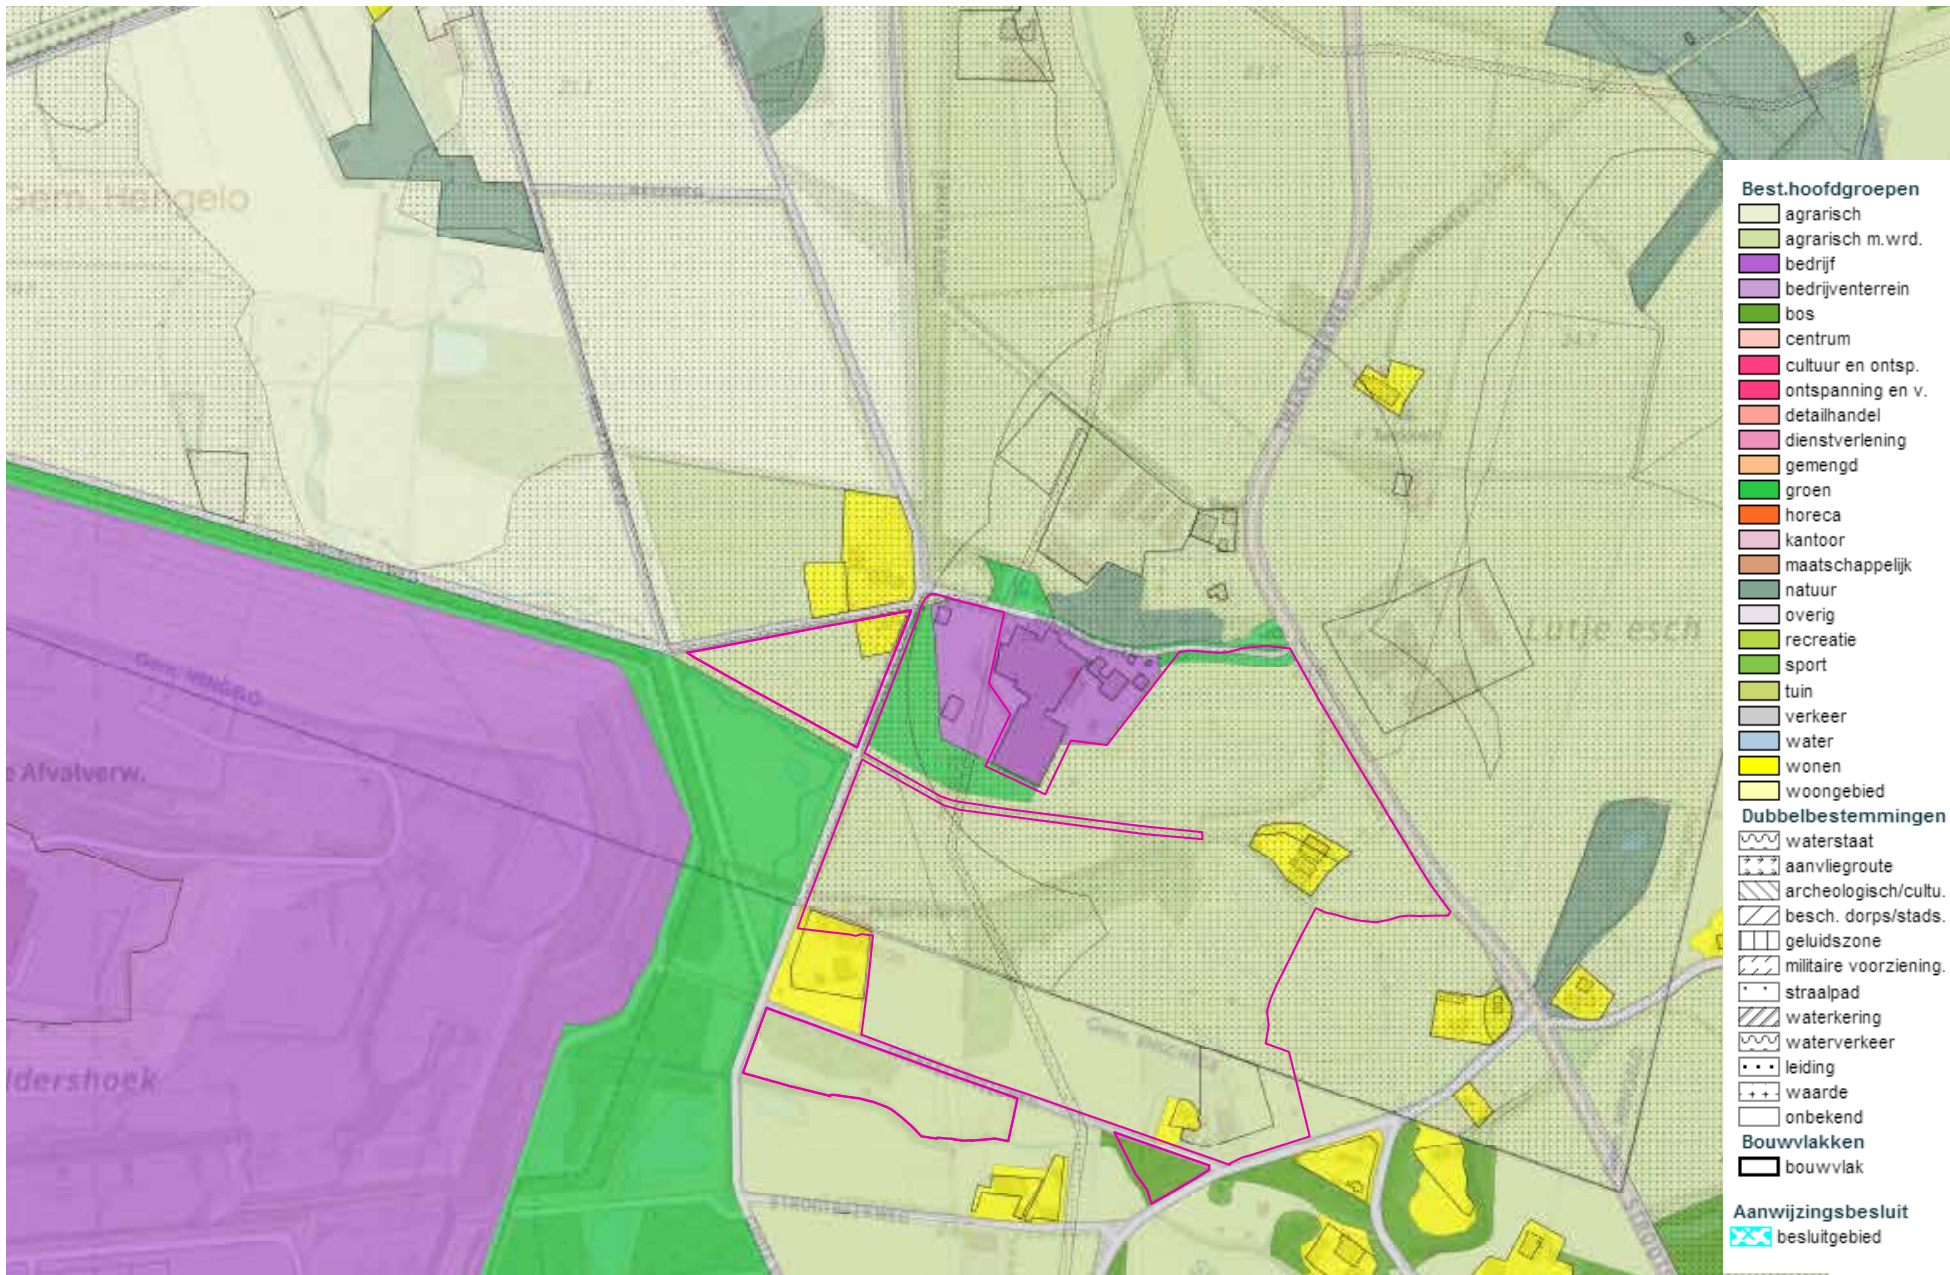 Gem. Hengelo
Gem. HENGELO
e Afvalverw.
ldershoek
Gem. ENSCHEDE
Best.hoofdgroepen
agrarisch
agrarisch m.wrd.
bedrijf
bedrijventerrein
bos
centrum
cultuur en ontsp.
ontspanning en v.
detailhandel
dienstverlening
gemengd
groen
horeca
kantoor
maatschappelijk
natuur
overig
recreatie
sport
tuin
verkeer
water
wonen
woongebied
Dubbelbestemmingen
waterstaat
aanvliegroute
archeologisch/cultu.
besch. dorps/stads.
geluidszone
militaire voorziening.
straalpad
waterkering
waterverkeer
leiding
waarde
onbekend
Bouwvlakken
bouwvlak
Aanwijzingsbesluit
besluitgebied